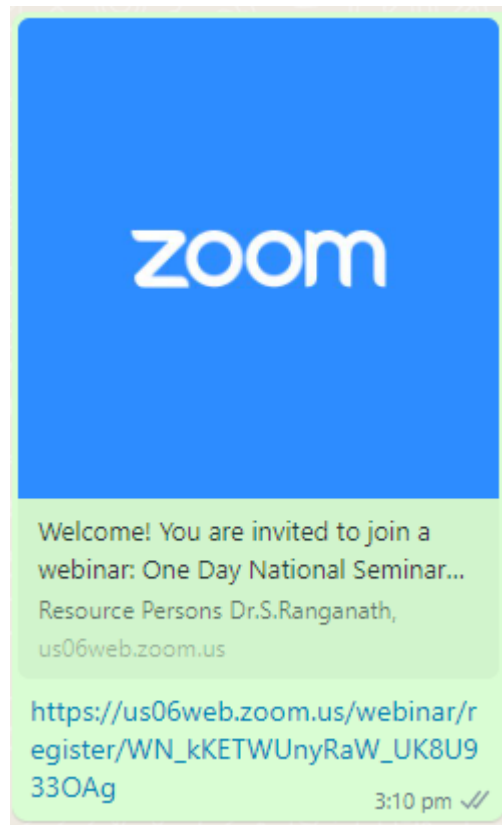 zoom
Welcome! You are invited to join a
webinar: One Day National Seminar...
Resource Persons Dr.S.Ranganath,
us06web.zoom.us
https://us06web.zoom.us/webinar/r
egister/WN_kKETWUnyRaW_UK8U9
33OAg
3:10 pm